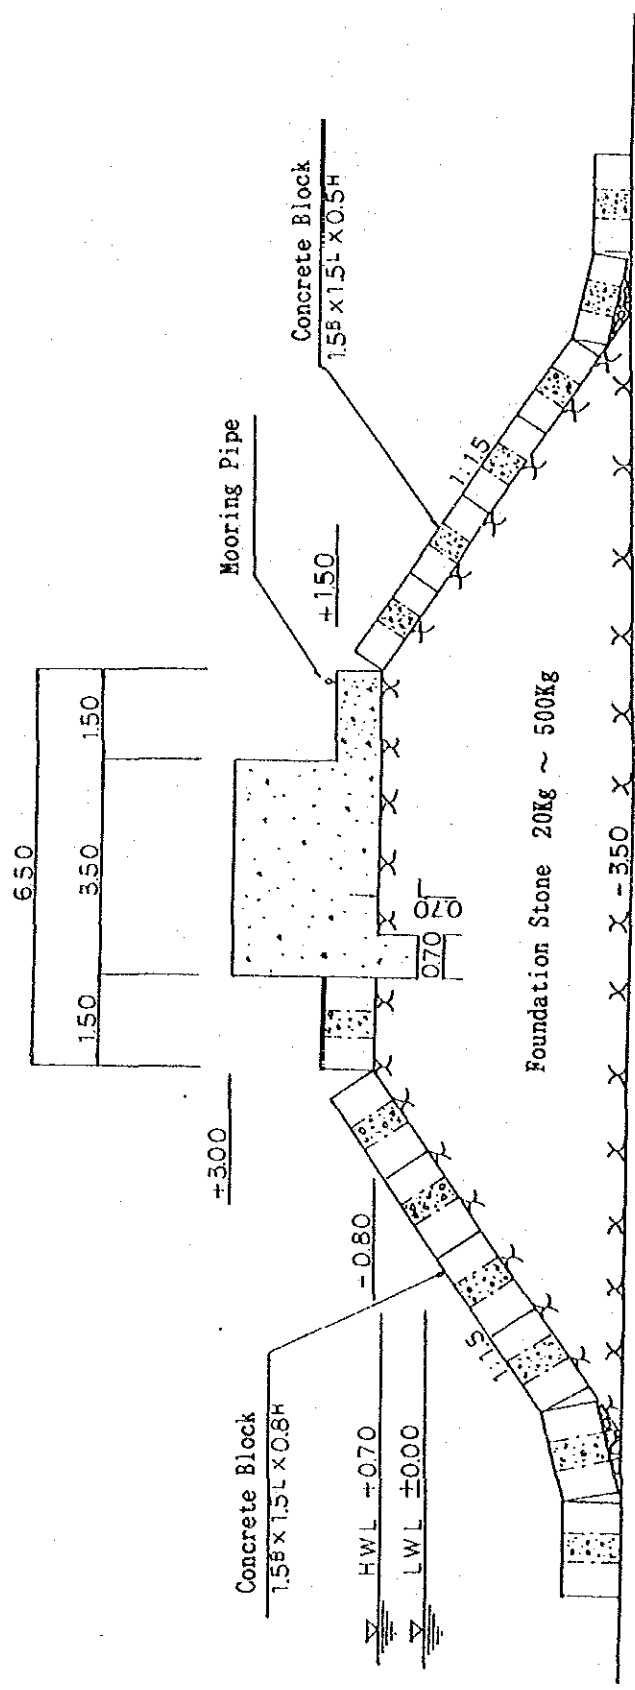 6.50
1.50
3.50
1.50
+3.00
Mooring Pipe
Concrete Block
1.5B x 1.5L x 0.8H
Concrete Block
1.5B x 1.5L x 0.5H
+1.50
HWL +0.70
- 0.80
LWL ±0.00
1:1.5
1:1.5
0.70
0.70
Foundation Stone 20Kg ~ 500Kg
- 3.50